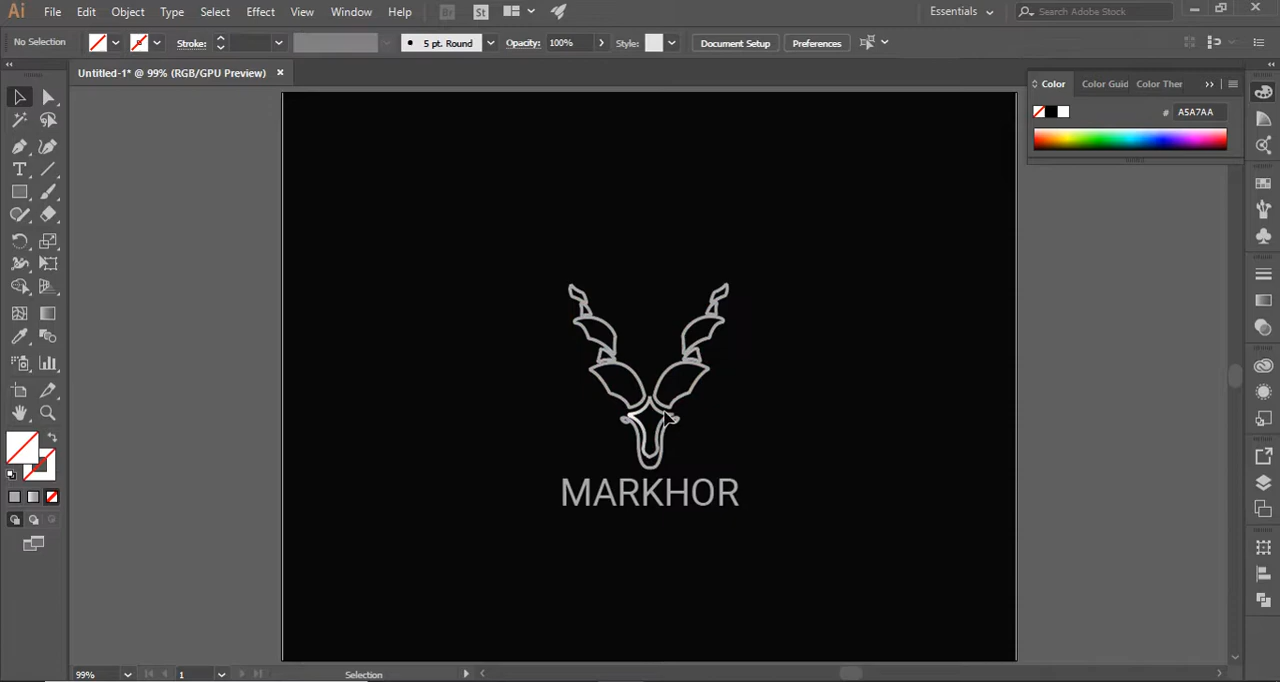 Ai File Edit Object Type Select Effect View Window Help Br St Essentials Search Adobe Stock
No Selection Stroke: 5 pt. Round Opacity: 100% Style: Document Setup Preferences
Untitled-1* @ 99% (RGB/GPU Preview) ×
Color Color Guid Color Ther
# A5A7AA
MARKHOR
99% 1 Selection